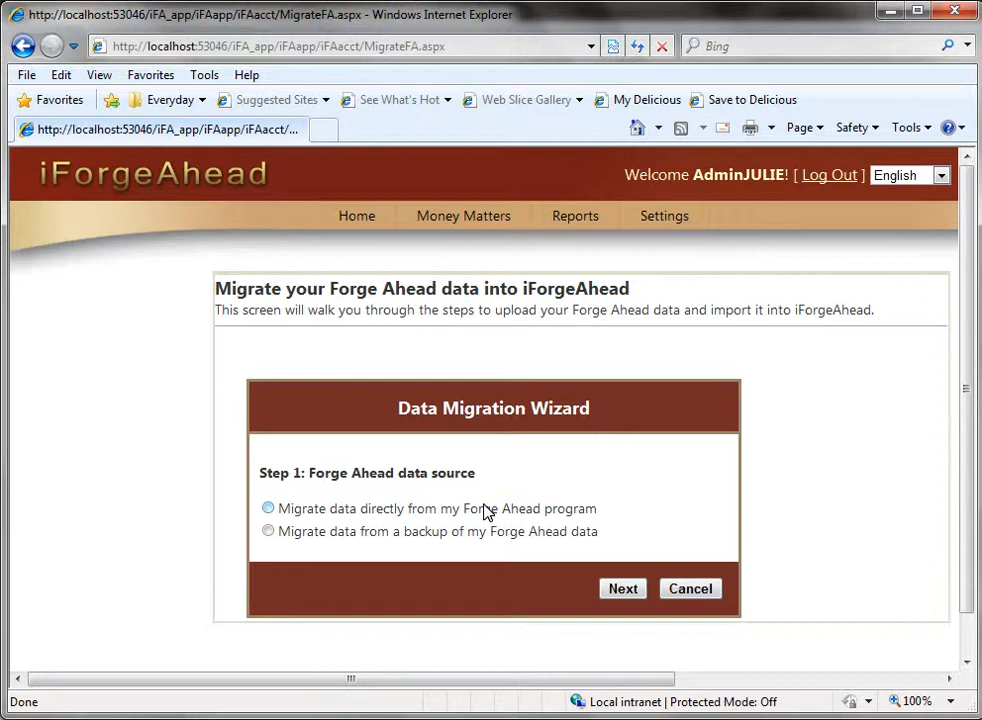 http://localhost:53046/iFA_app/iFAapp/iFAacct/MigrateFA.aspx - Windows Internet Explorer
http://localhost:53046/iFA_app/iFAapp/iFAacct/MigrateFA.aspx
Bing
File Edit View Favorites Tools Help
Favorites Everyday Suggested Sites See What's Hot Web Slice Gallery My Delicious Save to Delicious
http://localhost:53046/iFA_app/iFAapp/iFAacct/...
Page Safety Tools
iForgeAhead
Welcome AdminJULIE! [ Log Out ] English
Home Money Matters Reports Settings
Migrate your Forge Ahead data into iForgeAhead
This screen will walk you through the steps to upload your Forge Ahead data and import it into iForgeAhead.
Data Migration Wizard
Step 1: Forge Ahead data source
Migrate data directly from my Forge Ahead program
Migrate data from a backup of my Forge Ahead data
Next Cancel
Done Local intranet | Protected Mode: Off 100%